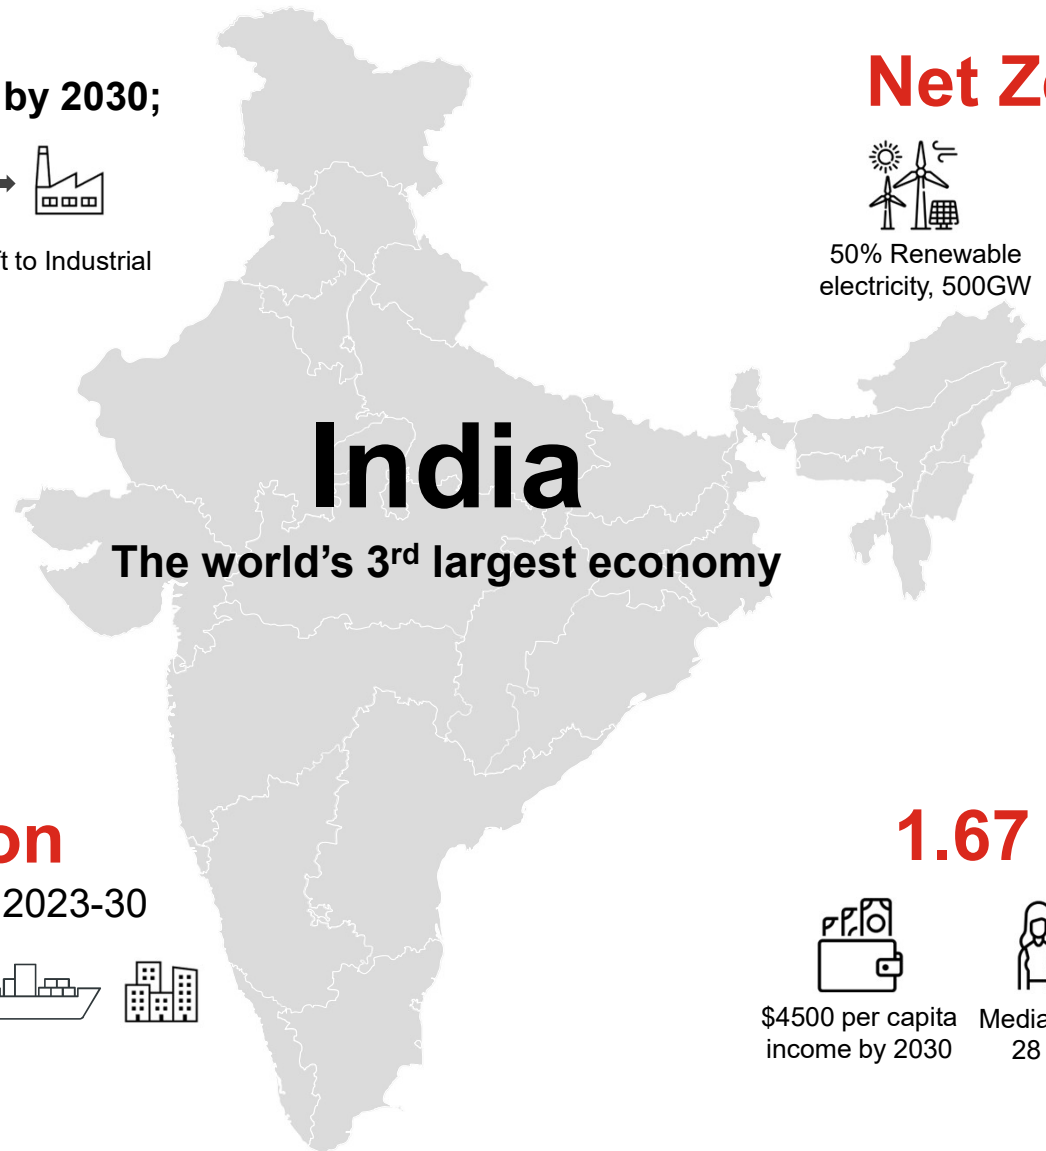 by 2030;
Net Z
t to Industrial
50% Renewable
electricity, 500GW
India
The world's 3rd largest economy
on
2023-30
1.67
$4500 per capita
income by 2030
Media
28